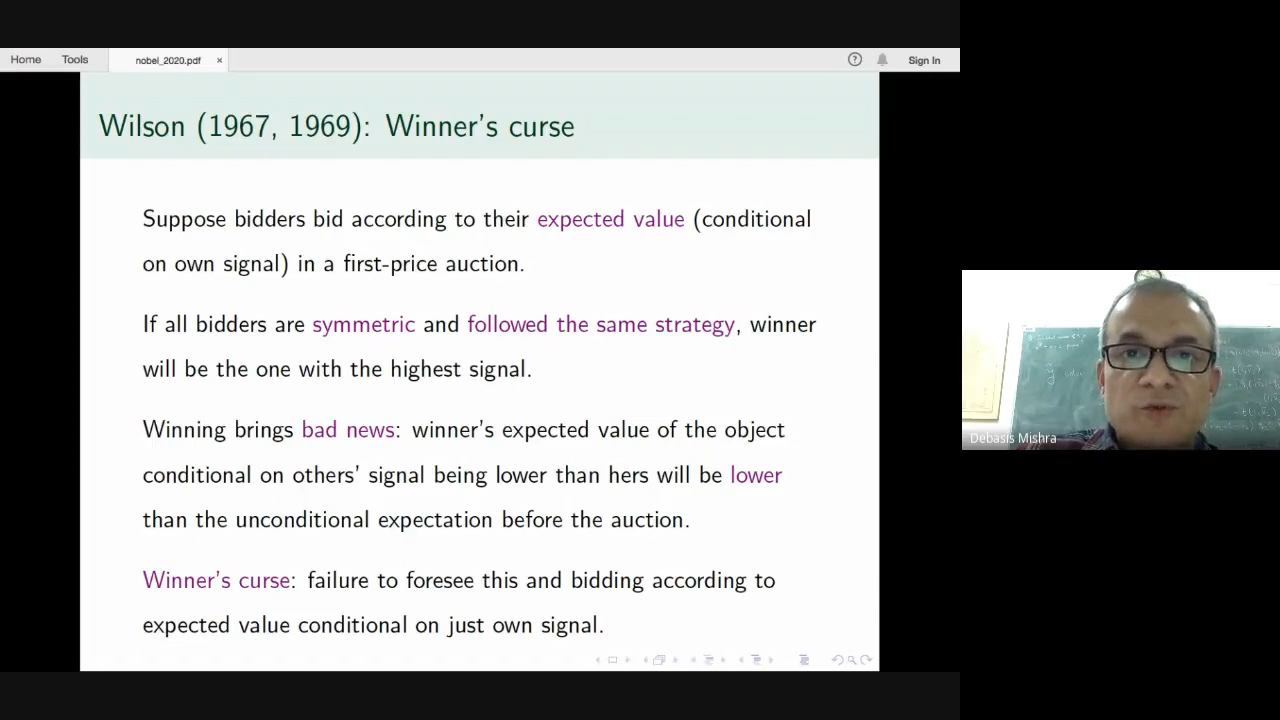 Home Tools nobel_2020.pdf × Sign In
Wilson (1967, 1969): Winner's curse
Suppose bidders bid according to their expected value (conditional
on own signal) in a first-price auction.
If all bidders are symmetric and followed the same strategy, winner
will be the one with the highest signal.
Winning brings bad news: winner's expected value of the object
conditional on others' signal being lower than hers will be lower
than the unconditional expectation before the auction.
Winner's curse: failure to foresee this and bidding according to
expected value conditional on just own signal.
Debasis Mishra